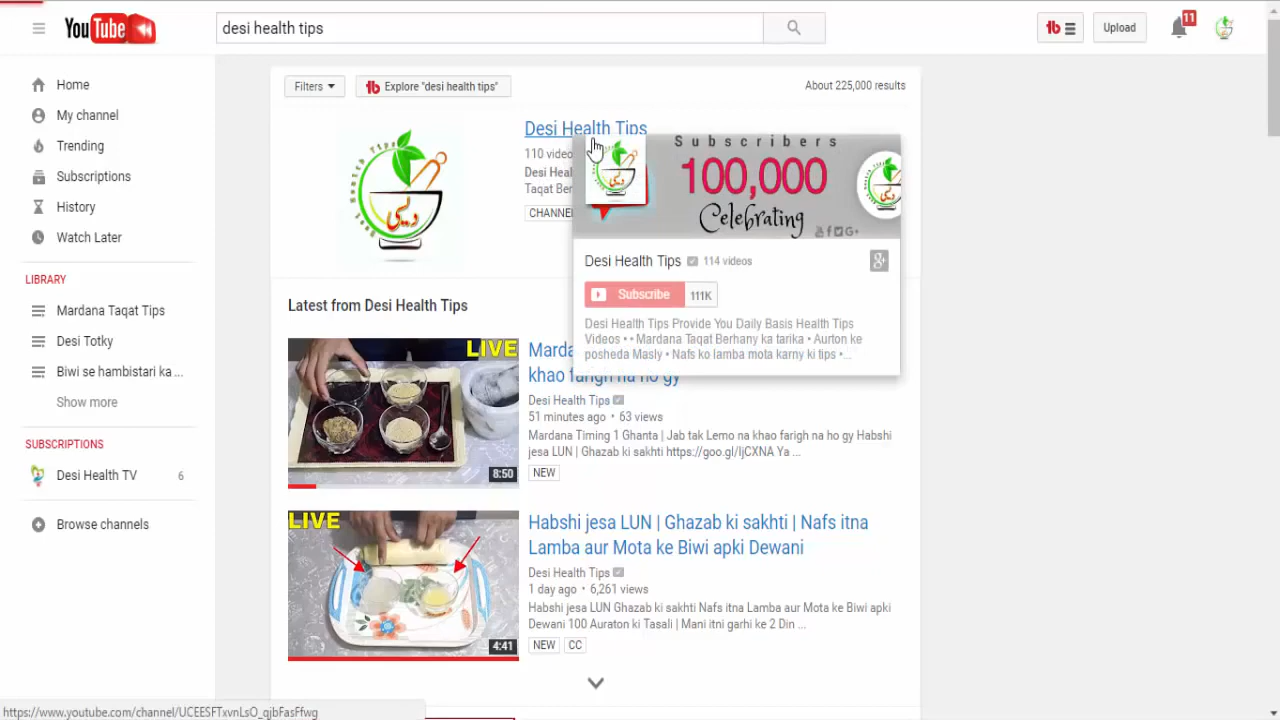 YouTube
desi health tips
Upload
11
Home
My channel
Trending
Subscriptions
History
Watch Later
LIBRARY
Mardana Taqat Tips
Desi Totky
Biwi se hambistari ka ...
Show more
SUBSCRIPTIONS
Desi Health TV 6
Browse channels
Filters
Explore "desi health tips"
About 225,000 results
Desi Health Tips
110 video
Desi Heal
Taqat Ber
CHANNE
دیسی
Subscribers
100,000
Celebrating
Desi Health Tips 114 videos
Subscribe 111K
Desi Health Tips Provide You Daily Basis Health Tips
Videos • • Mardana Taqat Berhany ka tarika • Aurton ke
posheda Masly • Nafs ko lamba mota karny ki tips •...
Latest from Desi Health Tips
LIVE
8:50
Marda
khao farigh na ho gy
Desi Health Tips
51 minutes ago • 63 views
Mardana Timing 1 Ghanta | Jab tak Lemo na khao farigh na ho gy Habshi
jesa LUN | Ghazab ki sakhti https://goo.gl/IjCXNA Ya ...
NEW
LIVE
4:41
Habshi jesa LUN | Ghazab ki sakhti | Nafs itna
Lamba aur Mota ke Biwi apki Dewani
Desi Health Tips
1 day ago • 6,261 views
Habshi jesa LUN Ghazab ki sakhti Nafs itna Lamba aur Mota ke Biwi apki
Dewani 100 Auraton ki Tasali | Mani itni garhi ke 2 Din ...
NEW CC
https://www.youtube.com/channel/UCEESFTxvnLsO_qjbFasFfwg